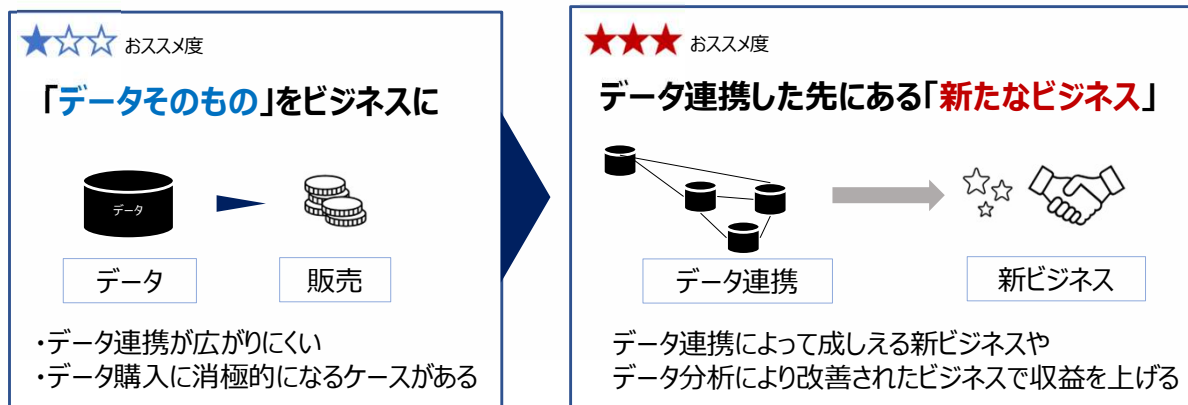 ★☆☆ おススメ度
「データそのもの」をビジネスに
データ
データ
販売
・データ連携が広がりにくい
・データ購入に消極的になるケースがある
★★★ おススメ度
データ連携した先にある「新たなビジネス」
データ連携
新ビジネス
データ連携によって成しえる新ビジネスや
データ分析により改善されたビジネスで収益を上げる